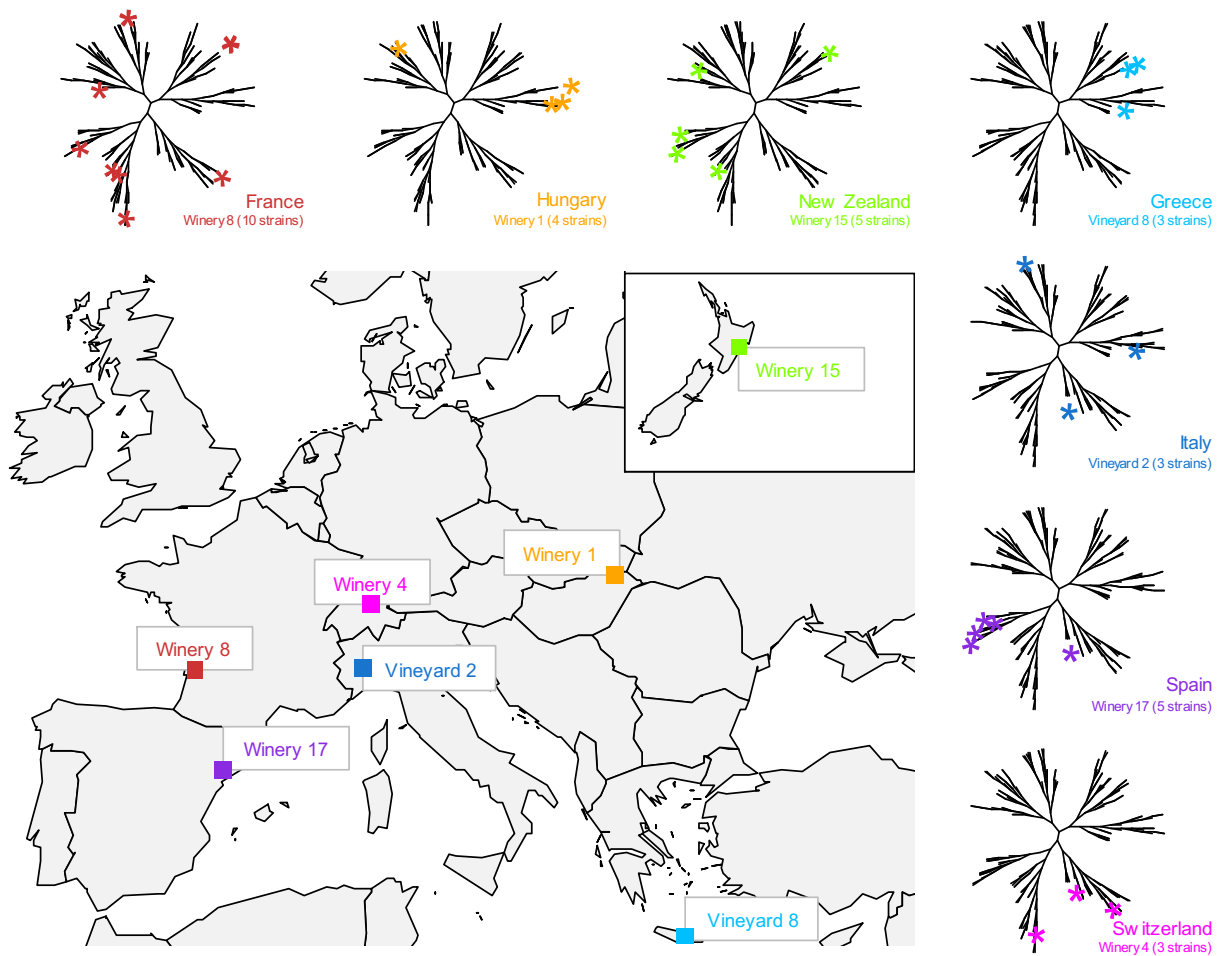 France
Winery 8 (10 strains)
Hungary
Winery 1 (4 strains)
New Zealand
Winery 15 (5 strains)
Greece
Vineyard 8 (3 strains)
Winery 15
Italy
Vineyard 2 (3 strains)
Winery 1
Winery 4
Winery 8
Vineyard 2
Spain
Winery 17 (5 strains)
Winery 17
Vineyard 8
Switzerland
Winery 4 (3 strains)